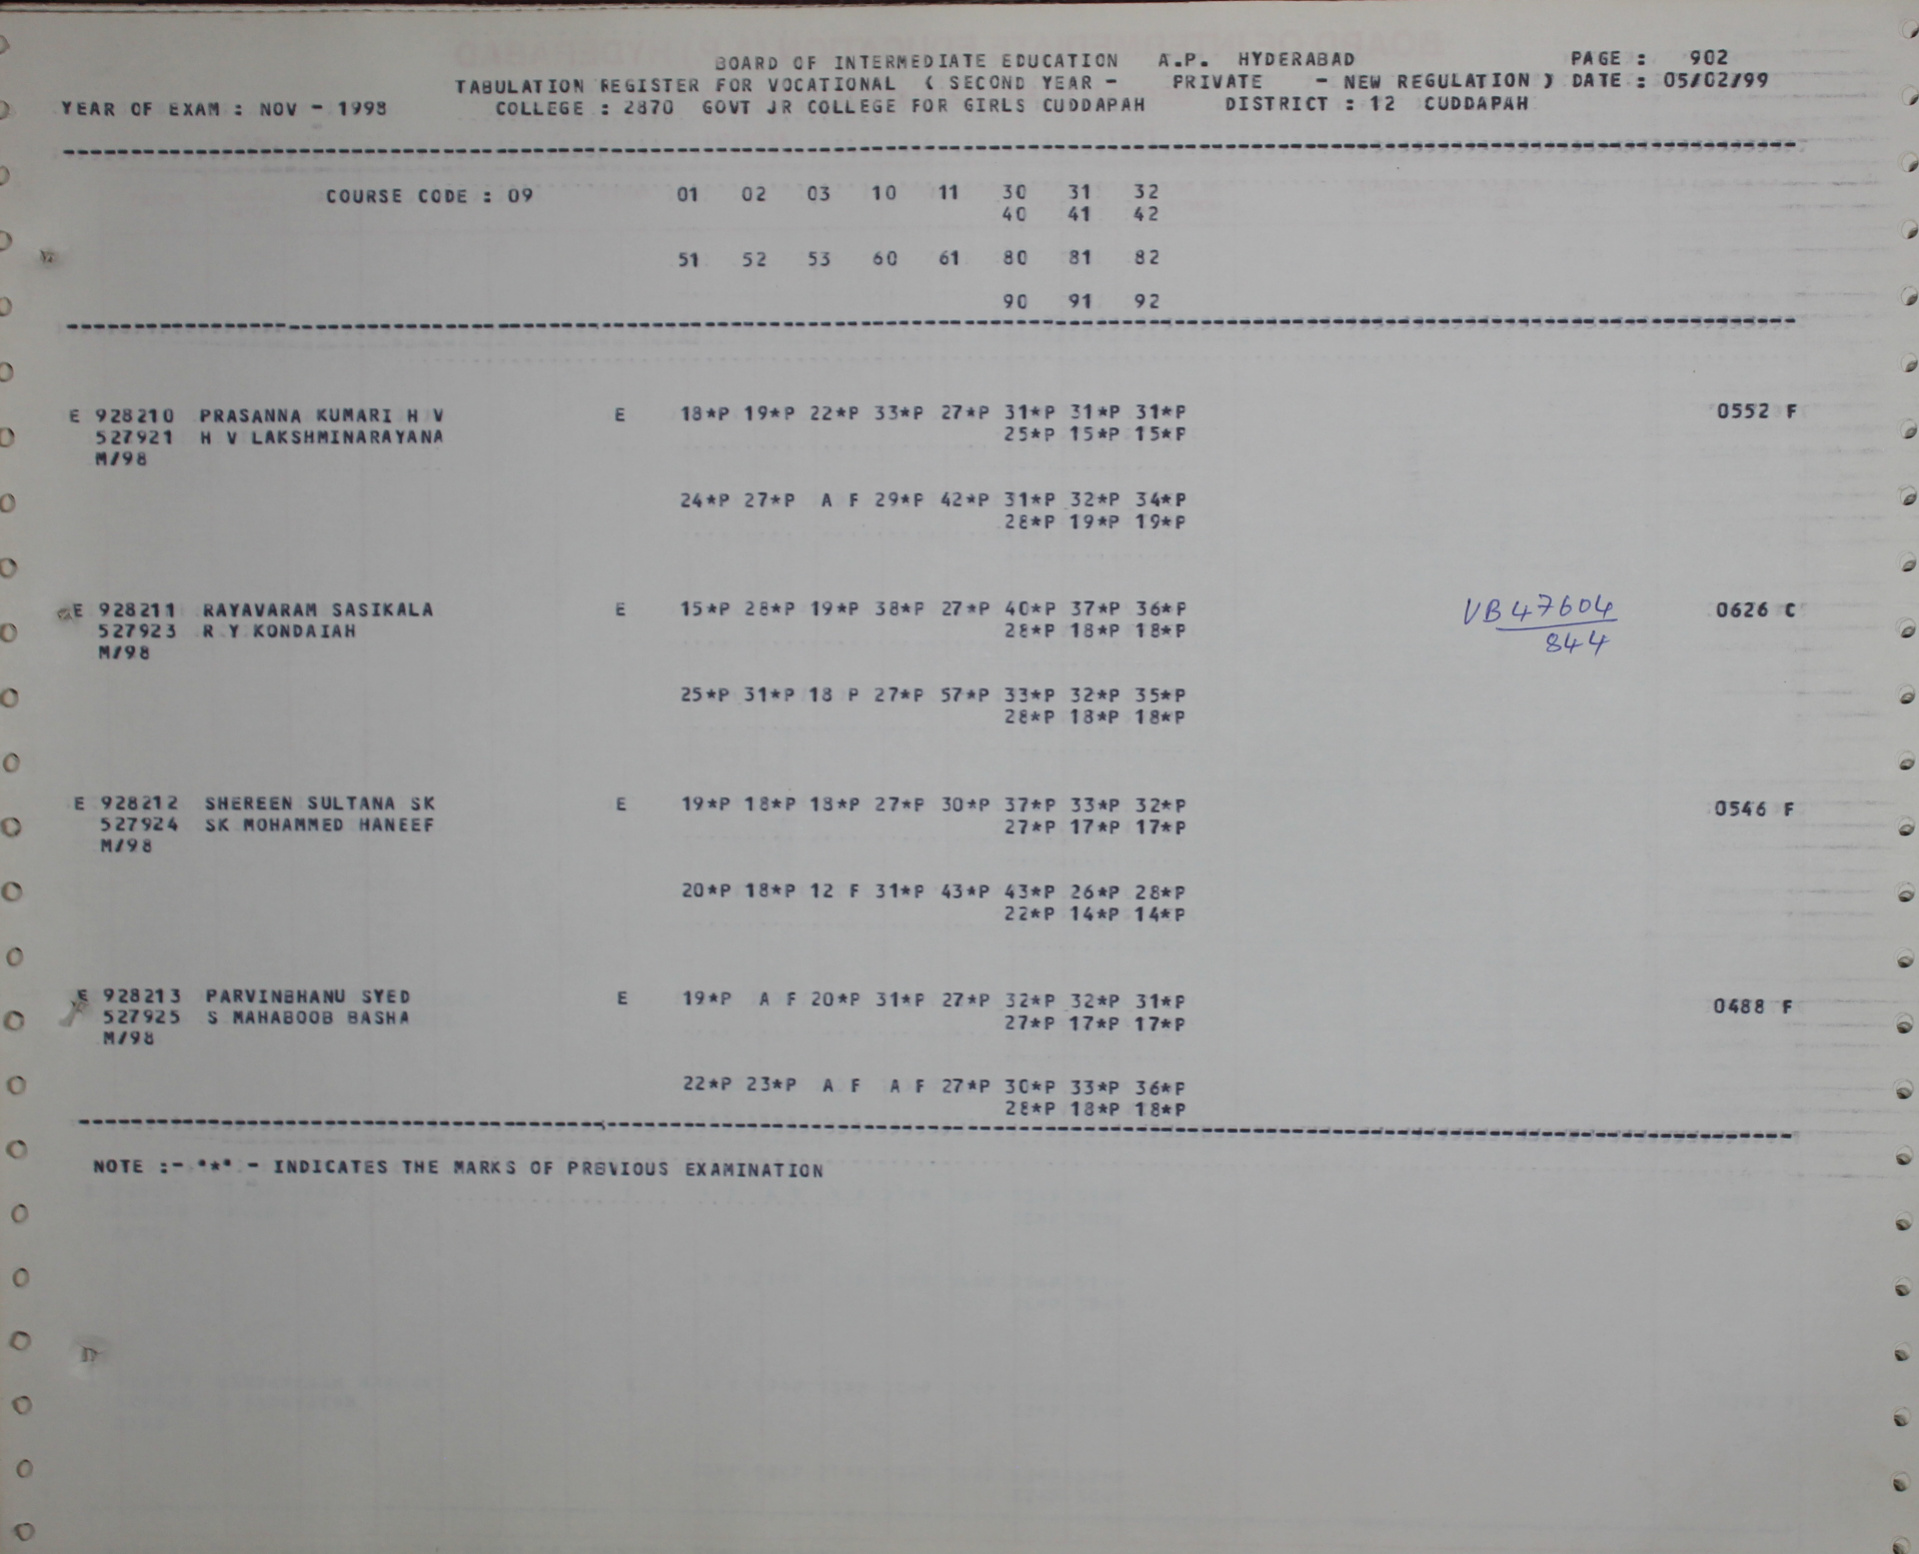 BOARD OF INTERMEDIATE EDUCATION A.P. HYDERABAD PAGE : 902
TABULATION REGISTER FOR VOCATIONAL ( SECOND YEAR - PRIVATE - NEW REGULATION ) DATE : 05/02/99
YEAR OF EXAM : NOV - 1998 COLLEGE : 2870 GOVT JR COLLEGE FOR GIRLS CUDDAPAH DISTRICT : 12 CUDDAPAH
COURSE CODE : 09 01 02 03 10 11 30 31 32
40 41 42
51 52 53 60 61 80 81 82
90 91 92
E 928210 PRASANNA KUMARI H V E 18*P 19*P 22*P 33*P 27*P 31*P 31*P 31*P 0552 F
527921 H V LAKSHMINARAYANA 25*P 15*P 15*P
M/98
24*P 27*P A F 29*P 42*P 31*P 32*P 34*P
28*P 19*P 19*P
E 928211 RAYAVARAM SASIKALA E 15*P 28*P 19*P 38*P 27*P 40*P 37*P 36*P VB47604 0626 C
527923 R Y KONDAIAH 28*P 18*P 18*P 844
M/98
25*P 31*P 18 P 27*P 57*P 33*P 32*P 35*P
28*P 18*P 18*P
E 928212 SHEREEN SULTANA SK E 19*P 18*P 18*P 27*P 30*P 37*P 33*P 32*P 0546 F
527924 SK MOHAMMED HANEEF 27*P 17*P 17*P
M/98
20*P 18*P 12 F 31*P 43*P 43*P 26*P 28*P
22*P 14*P 14*P
E 928213 PARVINBHANU SYED E 19*P A F 20*P 31*P 27*P 32*P 32*P 31*P 0488 F
527925 S MAHABOOB BASHA 27*P 17*P 17*P
M/98
22*P 23*P A F A F 27*P 30*P 33*P 36*P
28*P 18*P 18*P
NOTE :- "*" - INDICATES THE MARKS OF PREVIOUS EXAMINATION